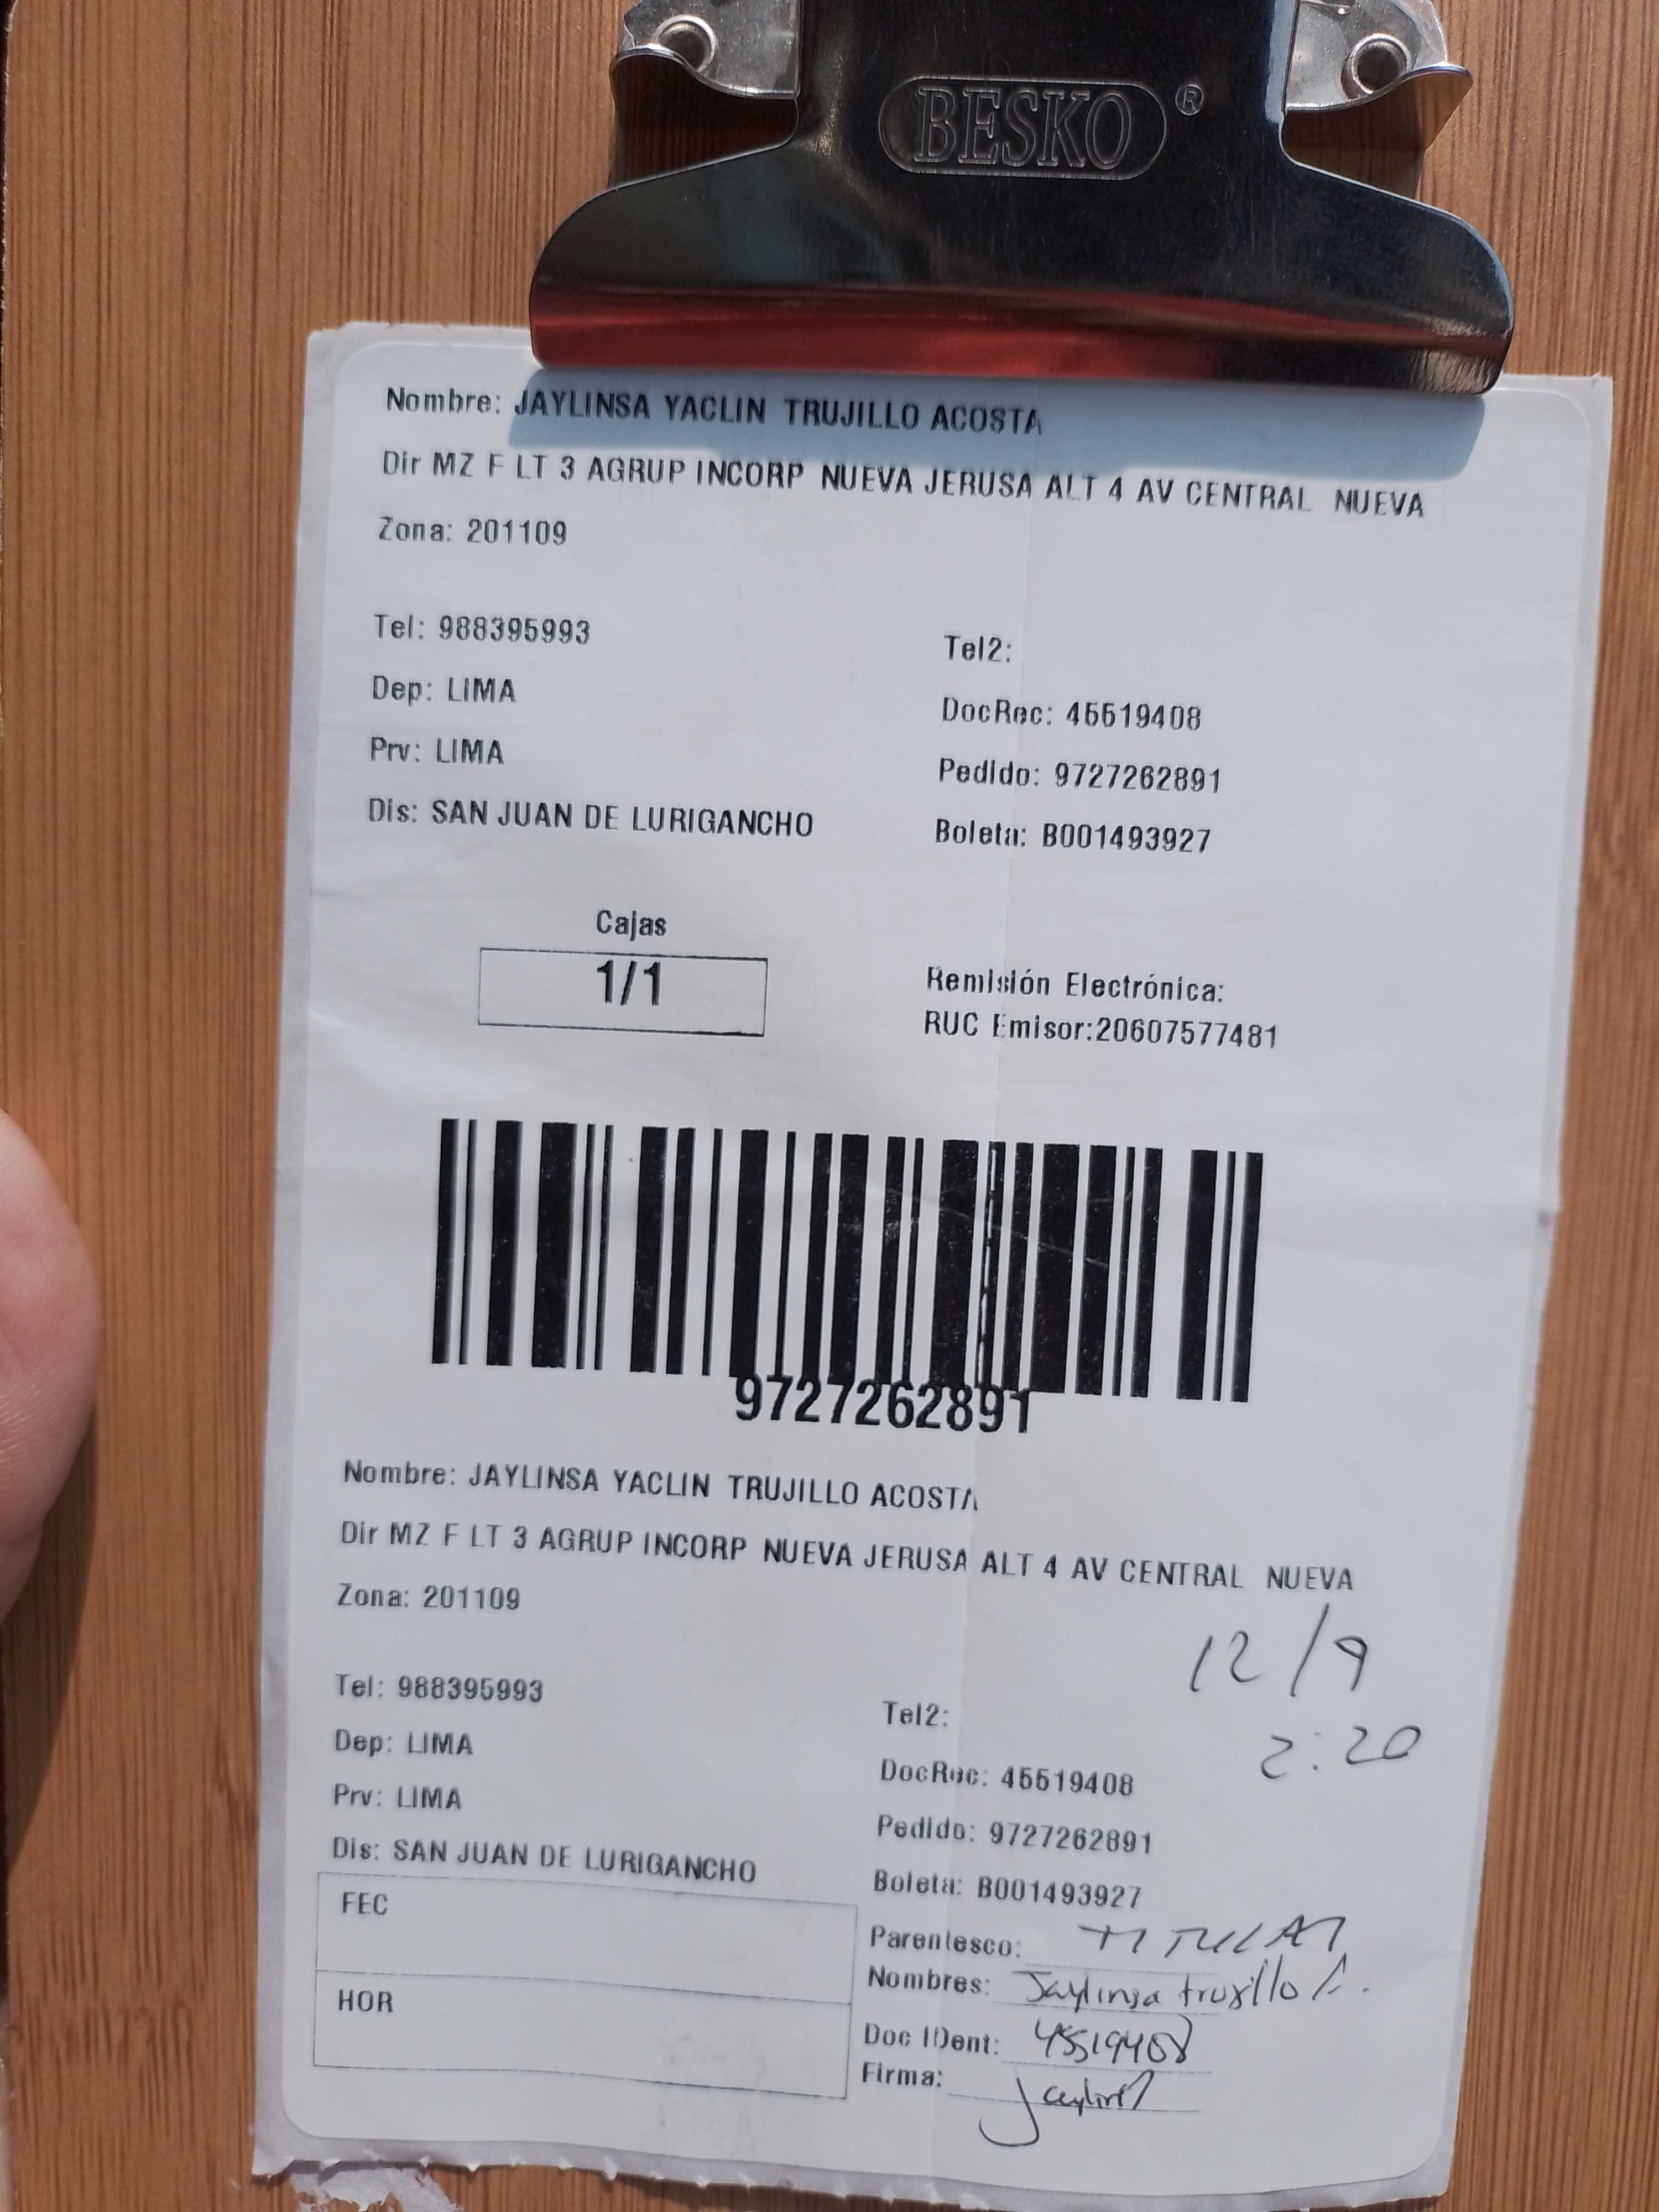 BESKO ®
Nombre: JAYLINSA YACLIN TRUJILLO ACOSTA
Dir MZ F LT 3 AGRUP INCORP NUEVA JERUSA ALT 4 AV CENTRAL NUEVA
Zona: 201109
Tel: 988395993
Tel2:
Dep: LIMA
DocRec: 45519408
Prv: LIMA
Pedido: 9727262891
Dis: SAN JUAN DE LURIGANCHO
Boleta: B001493927
Cajas
1/1
Remisión Electrónica:
RUC Emisor:20607577481
9727262891
Nombre: JAYLINSA YACLIN TRUJILLO ACOSTA
Dir MZ F LT 3 AGRUP INCORP NUEVA JERUSA ALT 4 AV CENTRAL NUEVA
Zona: 201109
12/9
2:20
Tel: 988395993
Tel2:
Dep: LIMA
DocRec: 45519408
Prv: LIMA
Pedido: 9727262891
Dis: SAN JUAN DE LURIGANCHO
Boleta: B001493927
FEC
HOR
Parentesco: TITULAR
Nombres: Jaylinsa trujillo A.
Doc IDent: 45519408
Firma: